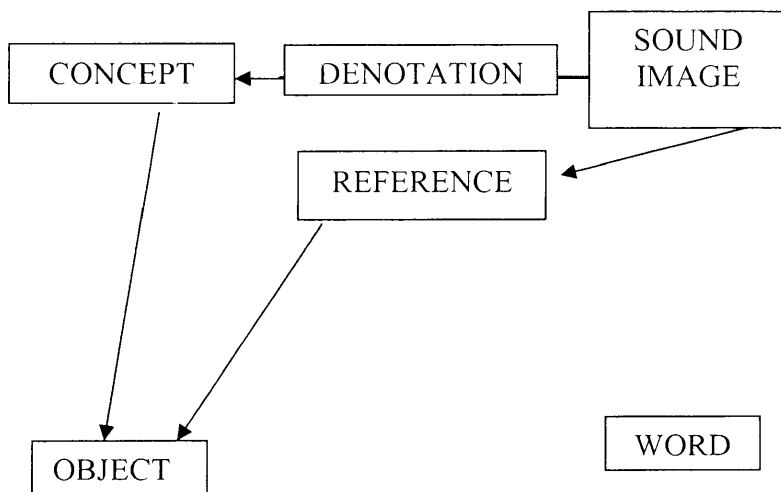 SOUND
IMAGE
CONCEPT
DENOTATION
REFERENCE
WORD
OBJECT